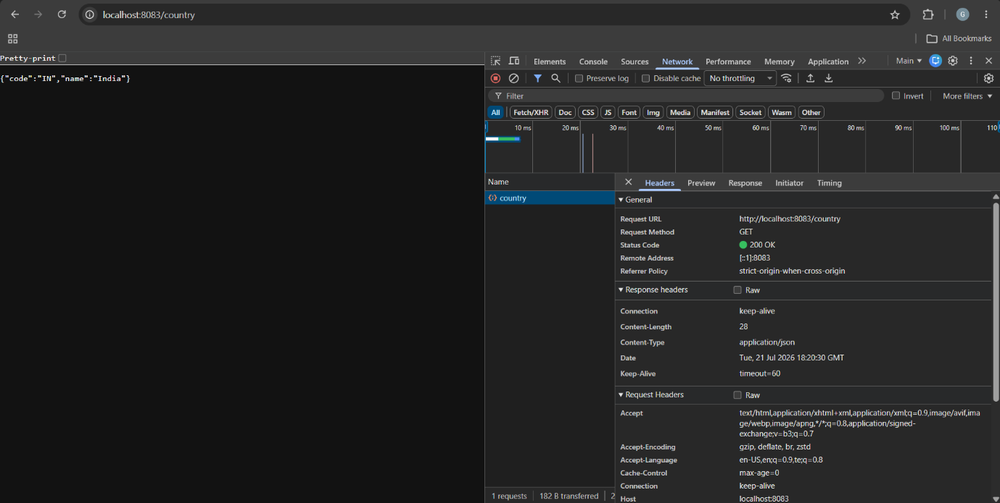 localhost:8083/country
G
All Bookmarks
Pretty-print
{"code":"IN","name":"India"}
Elements Console Sources Network Performance Memory Application Main
Preserve log Disable cache No throttling
Filter Invert More filters
All Fetch/XHR Doc CSS JS Font Img Media Manifest Socket Wasm Other
10 ms 20 ms 30 ms 40 ms 50 ms 60 ms 70 ms 80 ms 90 ms 100 ms 110
Name
country
Headers Preview Response Initiator Timing
General
Request URL http://localhost:8083/country
Request Method GET
Status Code 200 OK
Remote Address [::1]:8083
Referrer Policy strict-origin-when-cross-origin
Response headers Raw
Connection keep-alive
Content-Length 28
Content-Type application/json
Date Tue, 21 Jul 2026 18:20:30 GMT
Keep-Alive timeout=60
Request Headers Raw
Accept text/html,application/xhtml+xml,application/xml;q=0.9,image/avif,ima
ge/webp,image/apng,*/*;q=0.8,application/signed-
exchange;v=b3;q=0.7
Accept-Encoding gzip, deflate, br, zstd
Accept-Language en-US,en;q=0.9,te;q=0.8
Cache-Control max-age=0
Connection keep-alive
Host localhost:8083
1 requests 182 B transferred 2